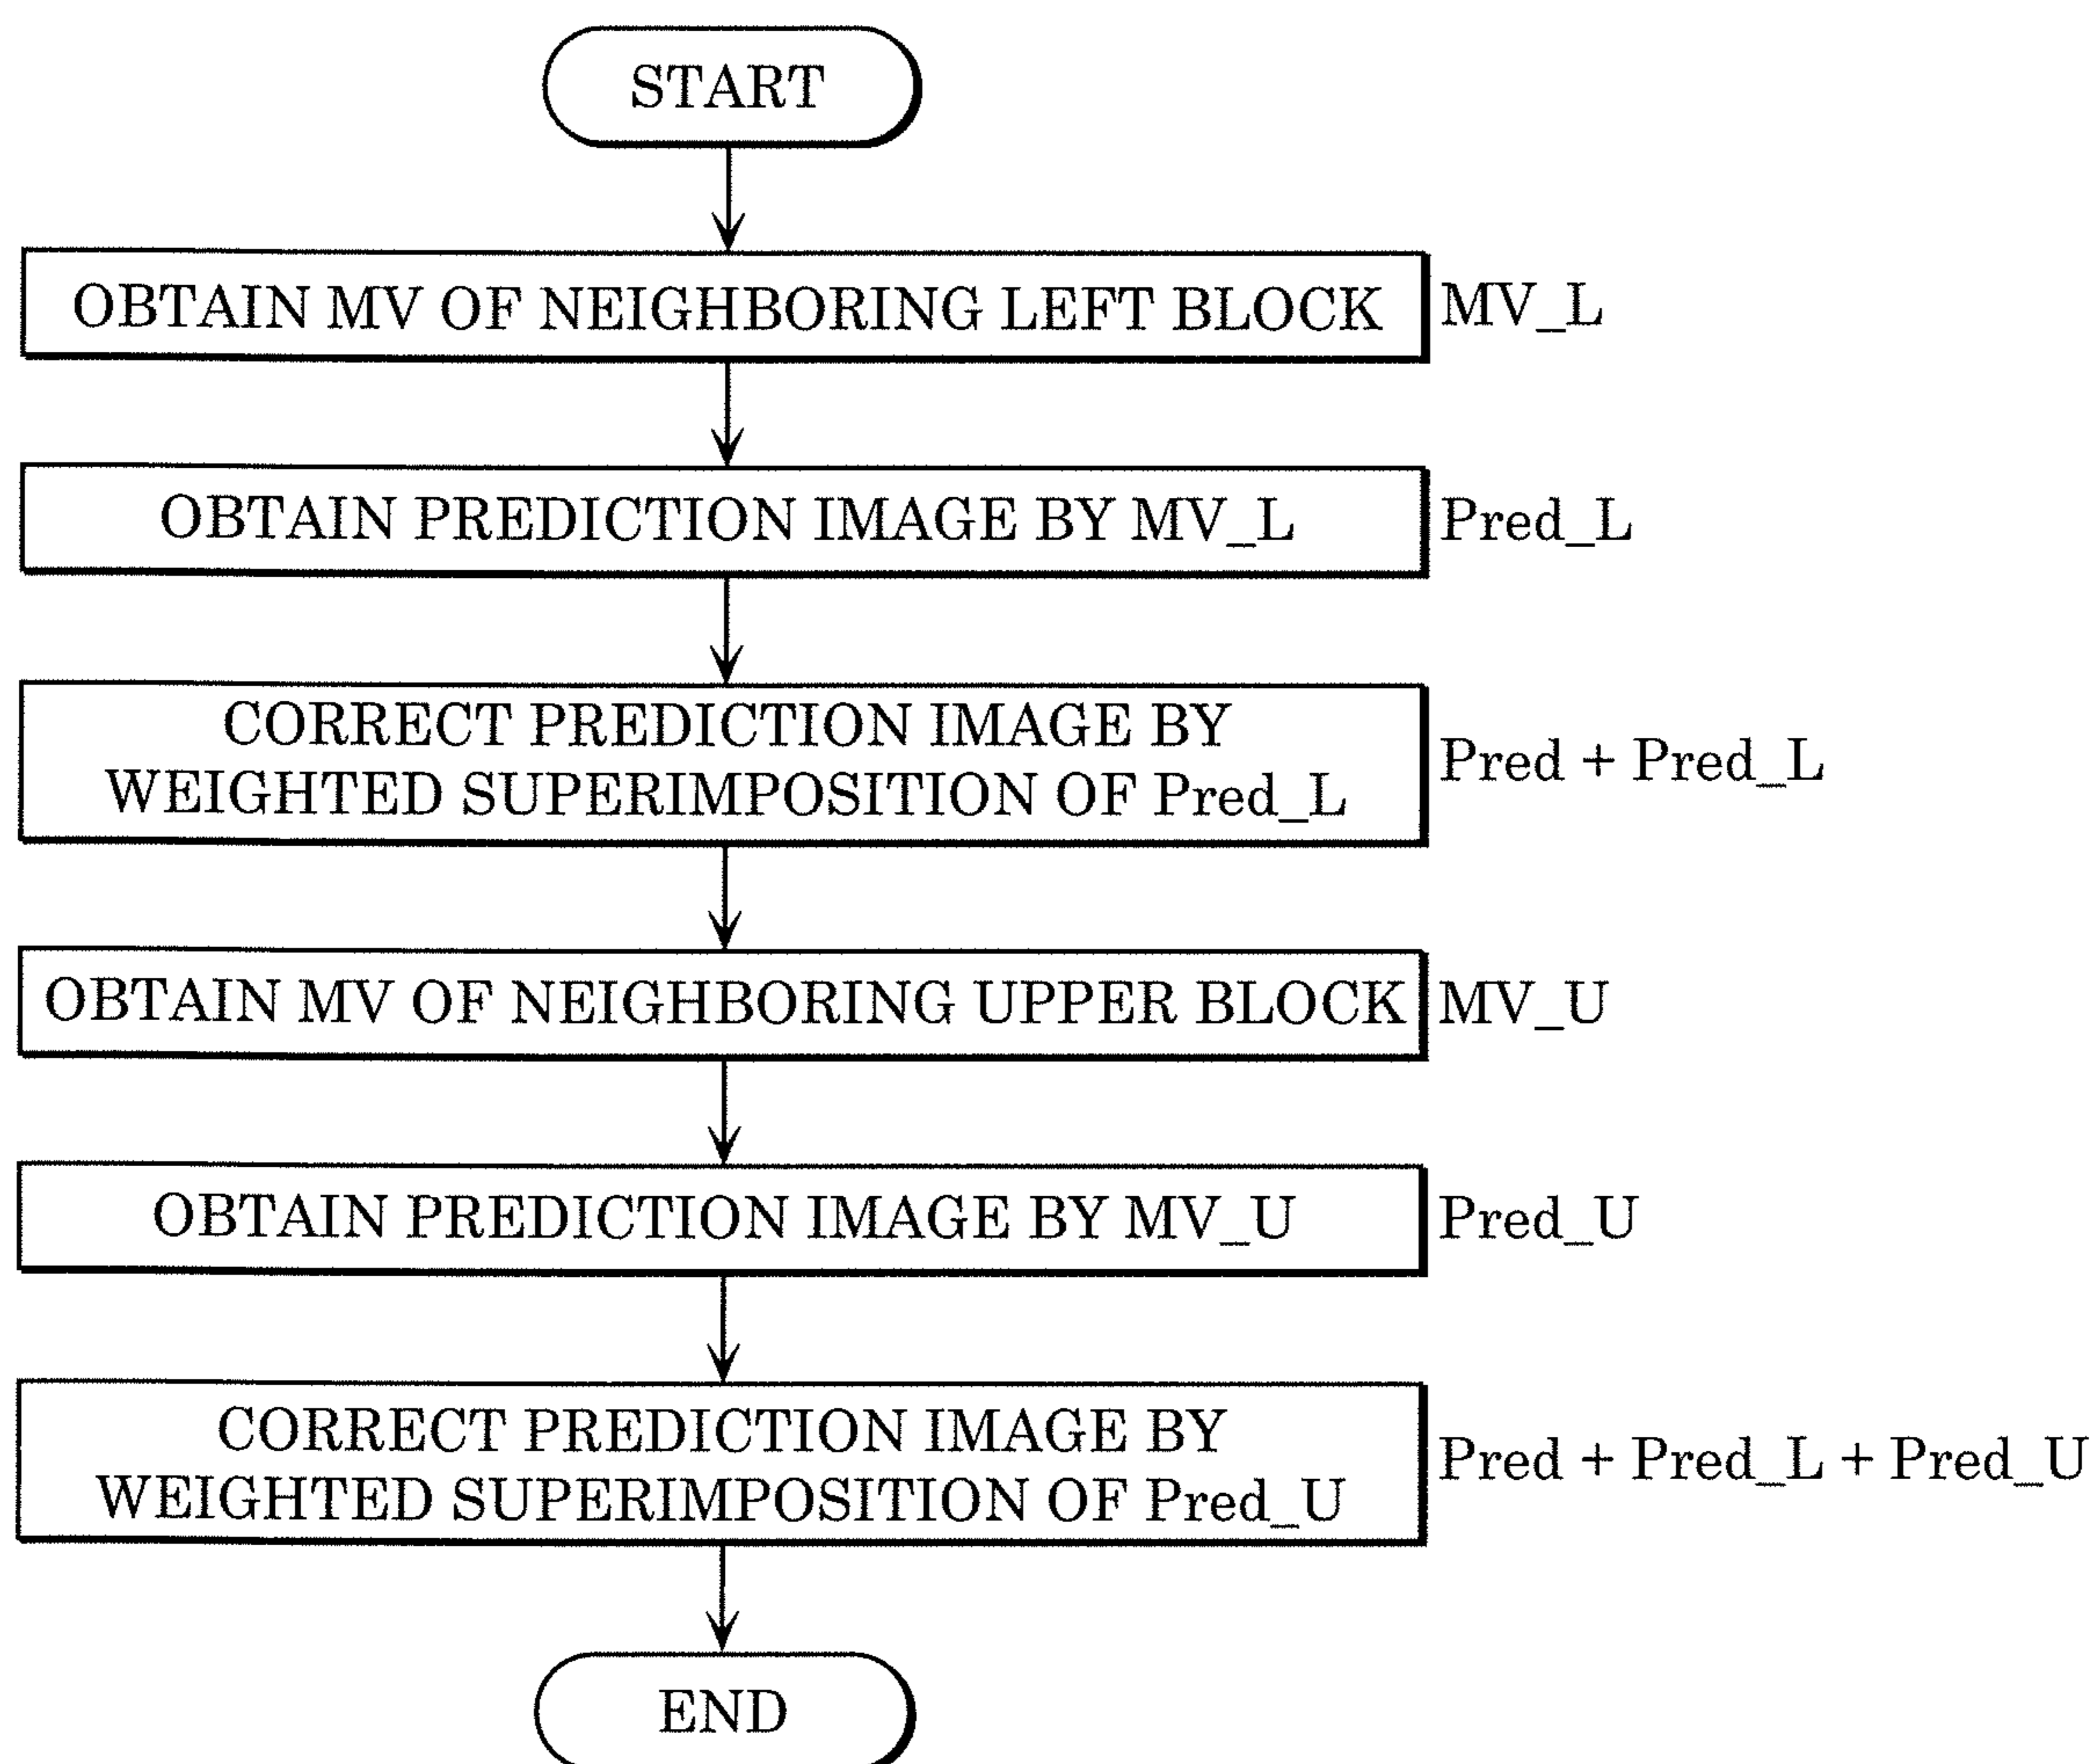 START
OBTAIN MV OF NEIGHBORING LEFT BLOCK
MV_L
OBTAIN PREDICTION IMAGE BY MV_L
Pred_L
CORRECT PREDICTION IMAGE BY
WEIGHTED SUPERIMPOSITION OF Pred_L
Pred + Pred_L
OBTAIN MV OF NEIGHBORING UPPER BLOCK
MV_U
OBTAIN PREDICTION IMAGE BY MV_U
Pred_U
CORRECT PREDICTION IMAGE BY
WEIGHTED SUPERIMPOSITION OF Pred_U
Pred + Pred_L + Pred_U
END